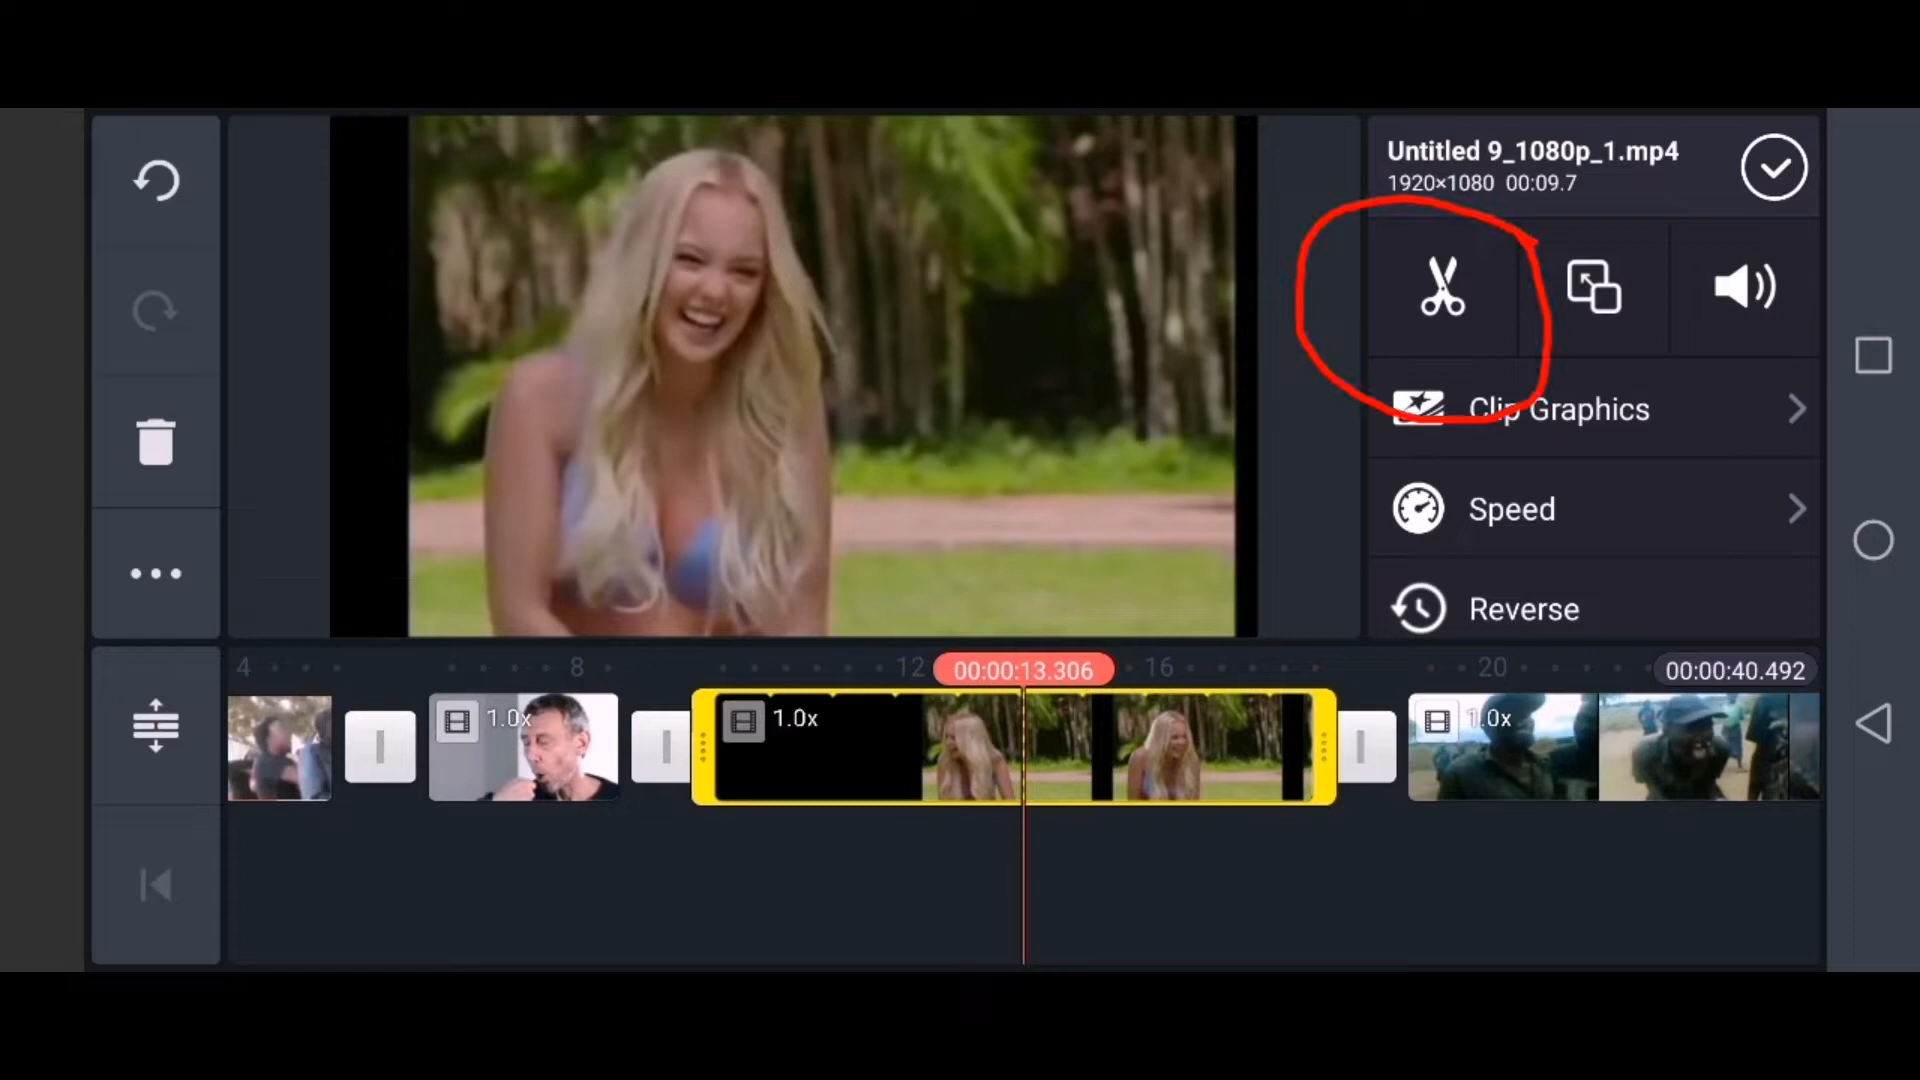 Untitled 9_1080p_1.mp4
1920×1080 00:09.7
Clip Graphics
Speed
Reverse
4 8 12 00:00:13.306 16 20 00:00:40.492
1.0x 1.0x 1.0x